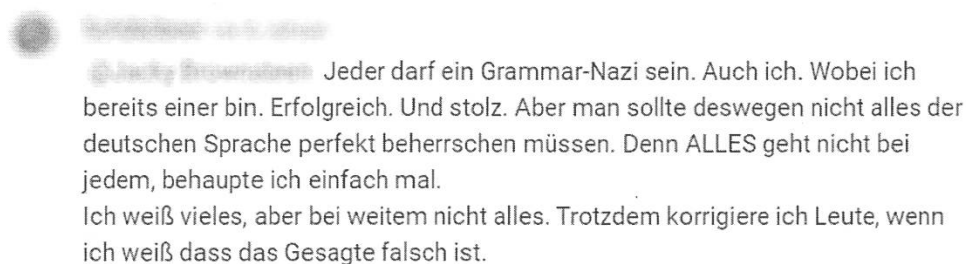 Jeder darf ein Grammar-Nazi sein. Auch ich. Wobei ich
bereits einer bin. Erfolgreich. Und stolz. Aber man sollte deswegen nicht alles der
deutschen Sprache perfekt beherrschen müssen. Denn ALLES geht nicht bei
jedem, behaupte ich einfach mal.
Ich weiß vieles, aber bei weitem nicht alles. Trotzdem korrigiere ich Leute, wenn
ich weiß dass das Gesagte falsch ist.